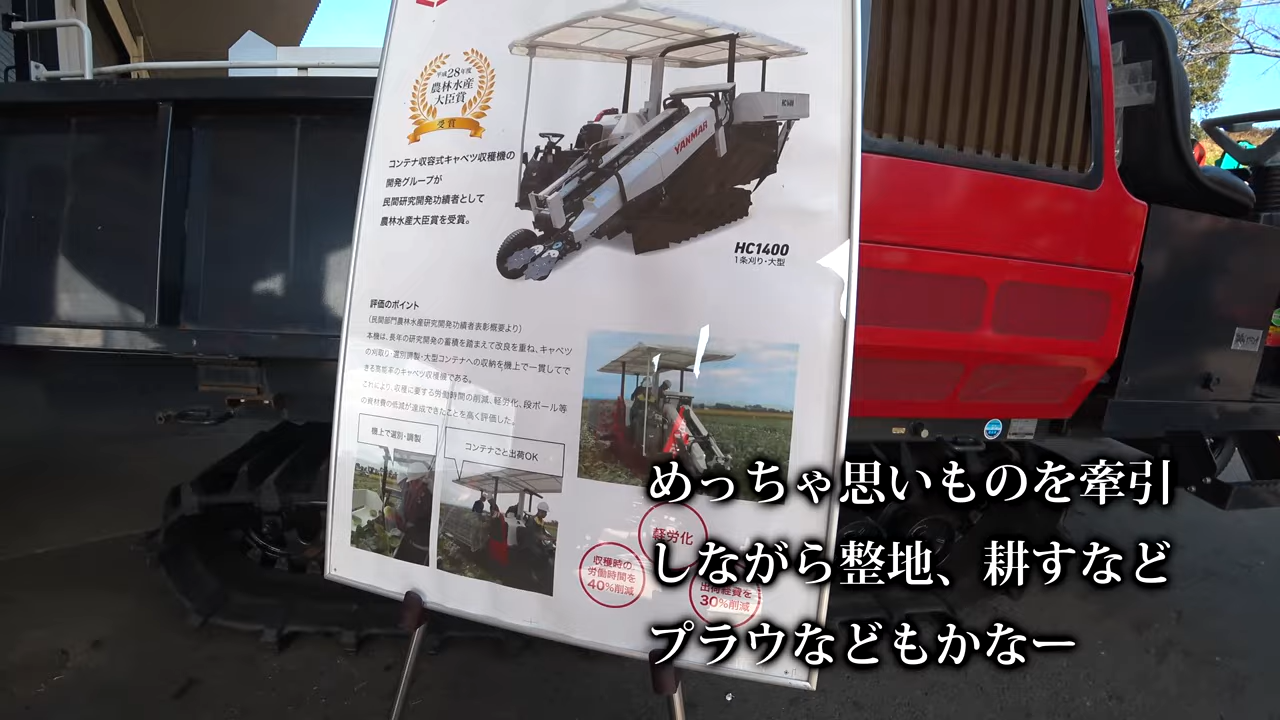 平成28年度
農林水産
大臣賞
受賞
コンテナ収容式キャベツ収穫機の
開発グループが
民間研究開発功績者として
農林水産大臣賞を受賞。
YANMAR
HC1400
1条刈り・大型
評価のポイント
(民間部門農林水産研究開発功績者表彰概要より)
本機は、長年の研究開発の蓄積を踏まえて改良を重ね、キャベツ
の刈取り・選別調製・大型コンテナへの収納を機上で一貫してで
きる高能率のキャベツ収穫機である。
これにより、収穫に要する労働時間の削減、軽労化、段ボール等
の資材費の低減が達成できたことを高く評価した。
機上で選別・調製
コンテナごと出荷OK
軽労化
収穫時の
労働時間を
40%削減
出荷経費を
30%削減
めっちゃ思いものを牽引
しながら整地、耕すなど
プラウなどもかなー